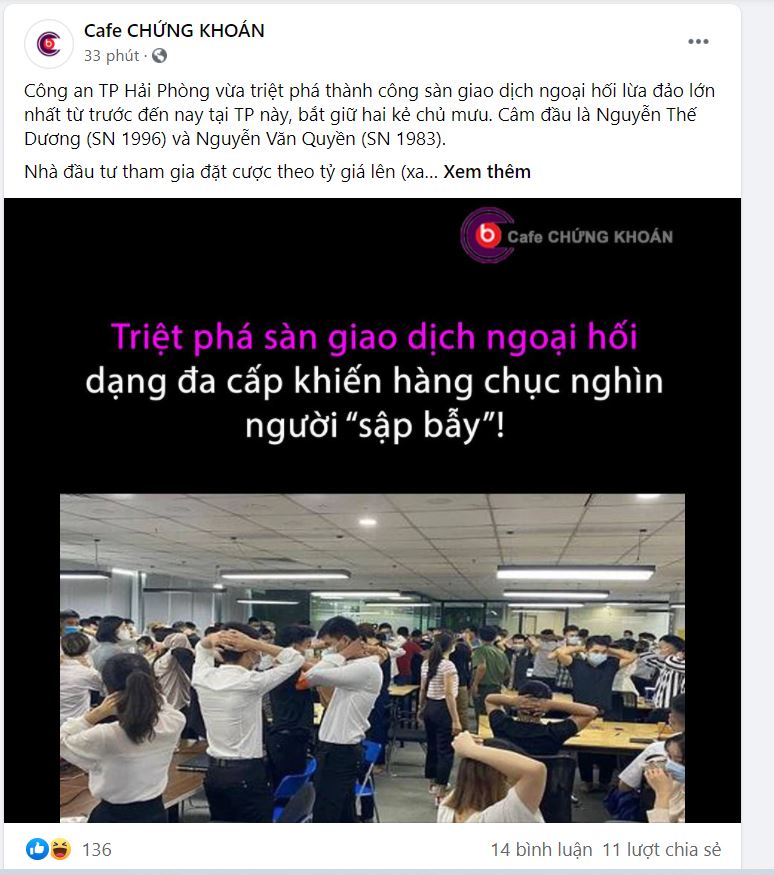 Cafe CHỨNG KHOÁN
33 phút ·
Công an TP Hải Phòng vừa triệt phá thành công sàn giao dịch ngoại hối lừa đảo lớn
nhất từ trước đến nay tại TP này, bắt giữ hai kẻ chủ mưu. Câm đầu là Nguyễn Thế
Dương (SN 1996) và Nguyễn Văn Quyền (SN 1983).
Nhà đầu tư tham gia đặt cược theo tỷ giá lên (xa... Xem thêm
b Cafe CHỨNG KHOÁN
Triệt phá sàn giao dịch ngoại hối
dạng đa cấp khiến hàng chục nghìn
người “sập bẫy”!
136
14 bình luận 11 lượt chia sẻ